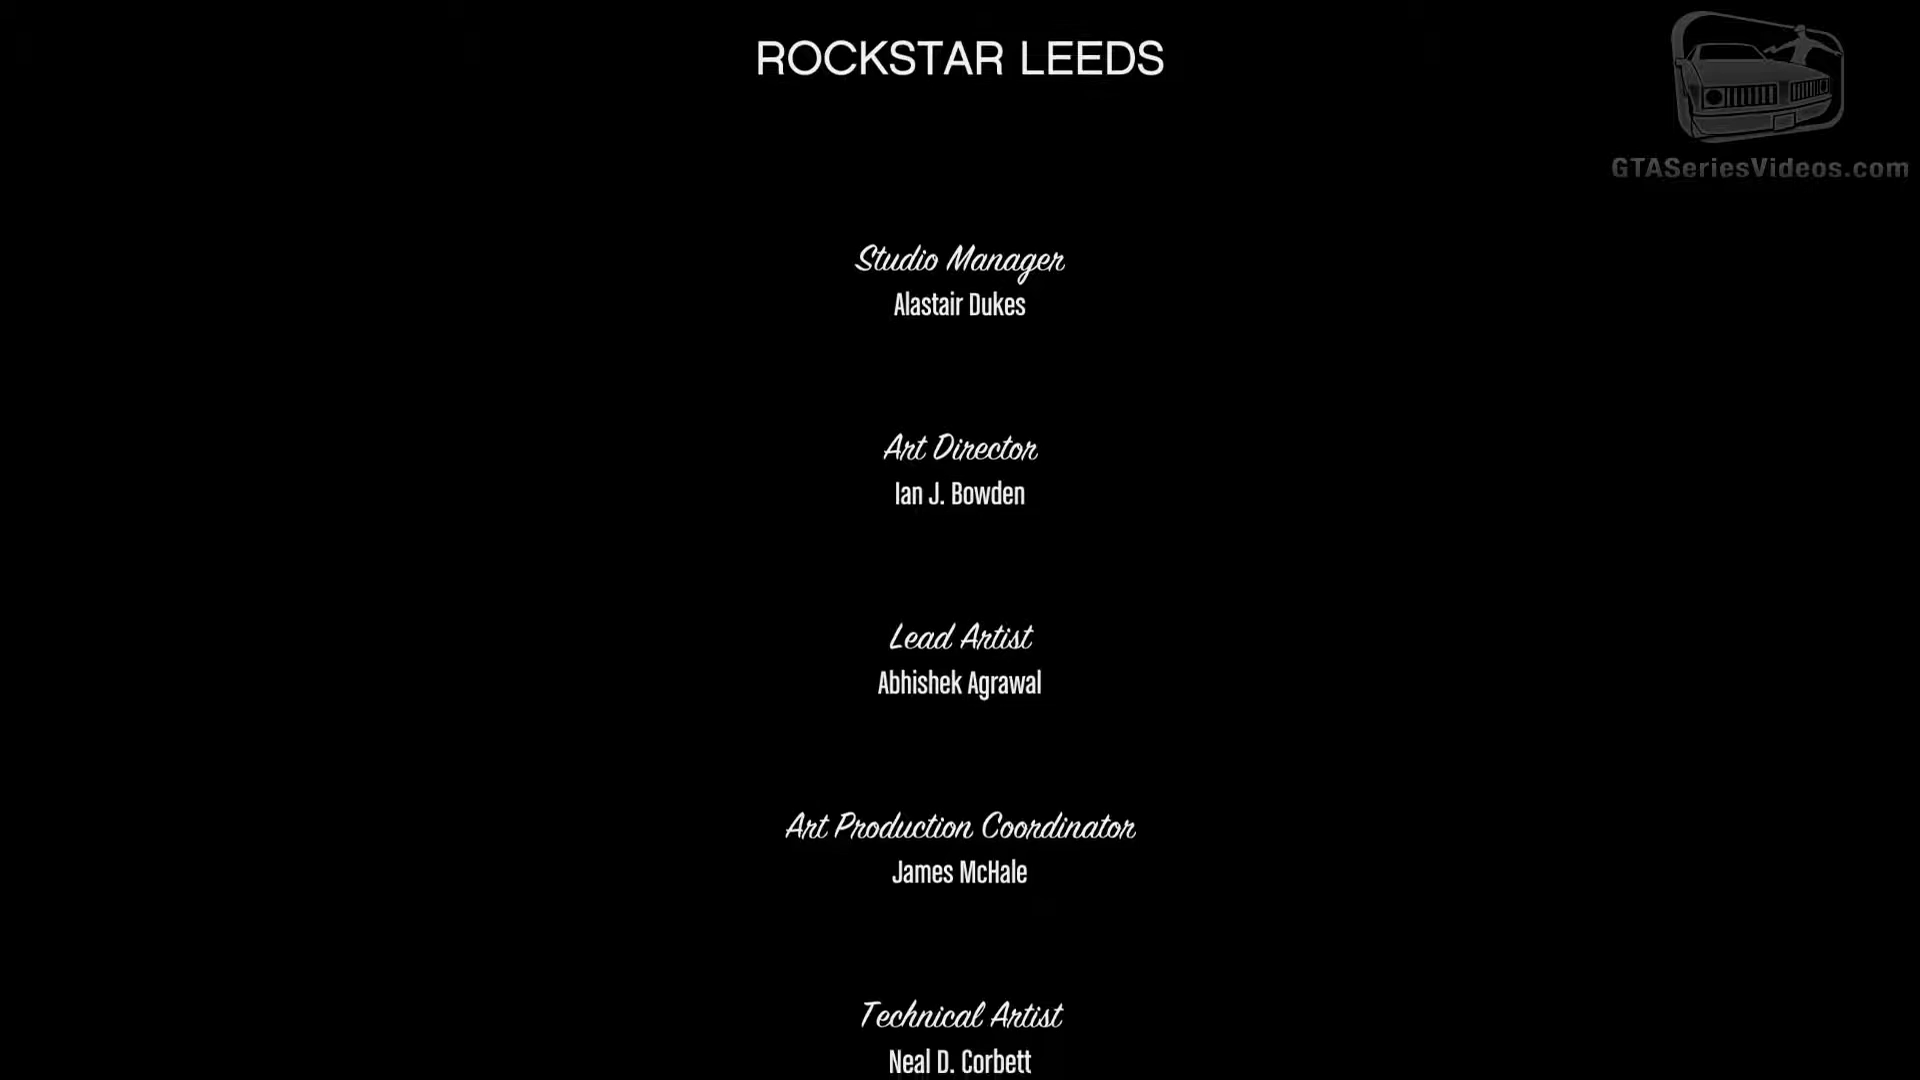 ROCKSTAR LEEDS
GTASeriesVideos.com
Studio Manager
Alastair Dukes
Art Director
Ian J. Bowden
Lead Artist
Abhishek Agrawal
Art Production Coordinator
James McHale
Technical Artist
Neal D. Corbett